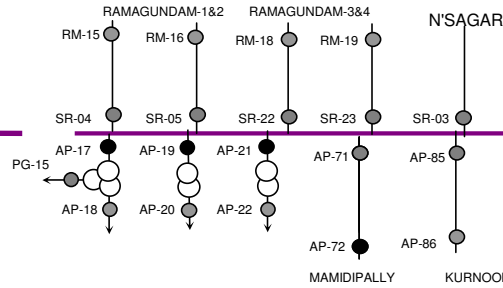 RAMAGUNDAM-1&2 RAMAGUNDAM-3&4
N'SAGAR
RM-15 RM-16 RM-18 RM-19
SR-04 SR-05 SR-22 SR-23 SR-03
AP-17 AP-19 AP-21 AP-71 AP-85
PG-15
AP-18 AP-20 AP-22
AP-72 AP-86
MAMIDIPALLY KURNOOL